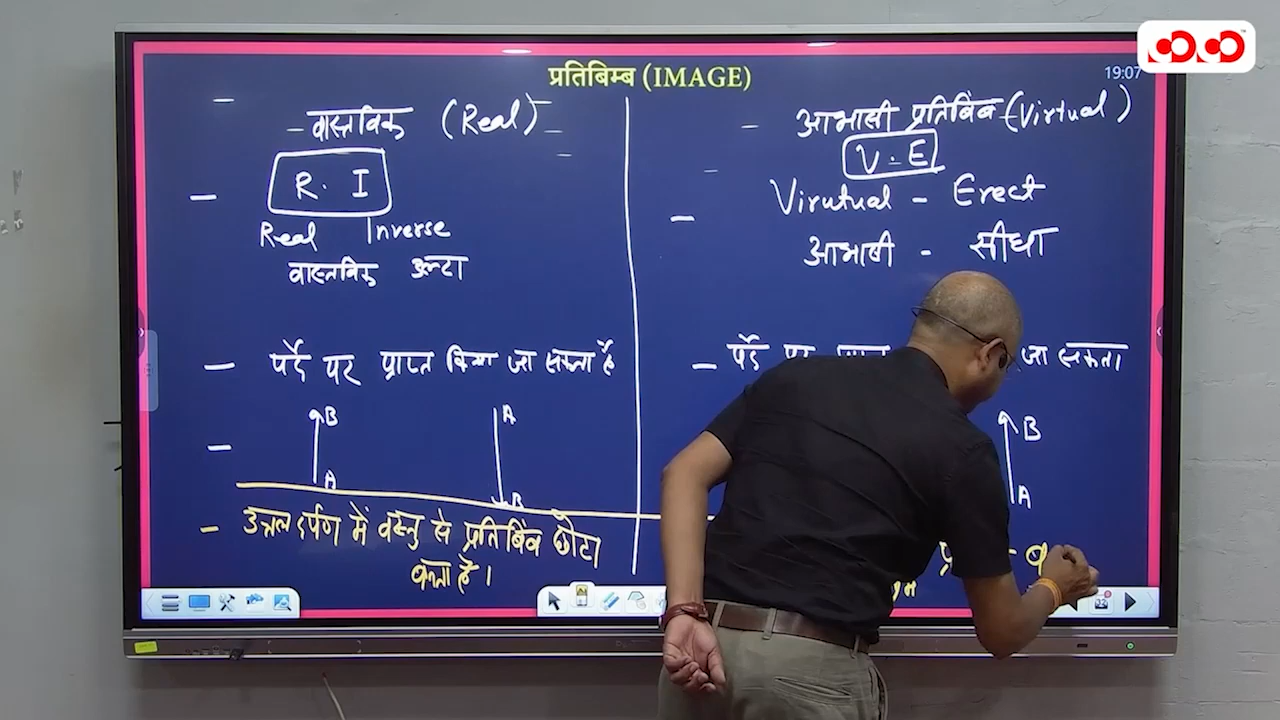 प्रतिबिम्ब (IMAGE)
19:07
– वास्तविक (Real)
R. I
Real Inverse
वास्तविक उल्टा
– पर्दे पर प्राप्त किया जा सकता है
B A
A B
– उत्तल दर्पण में वस्तु से प्रतिबिंब छोटा
बनता है।
आभासी प्रतिबिंब (Virtual)
V. E
Virutual – Erect
आभाषी – सीधा
– पर्दे पर जा सकता
B
A